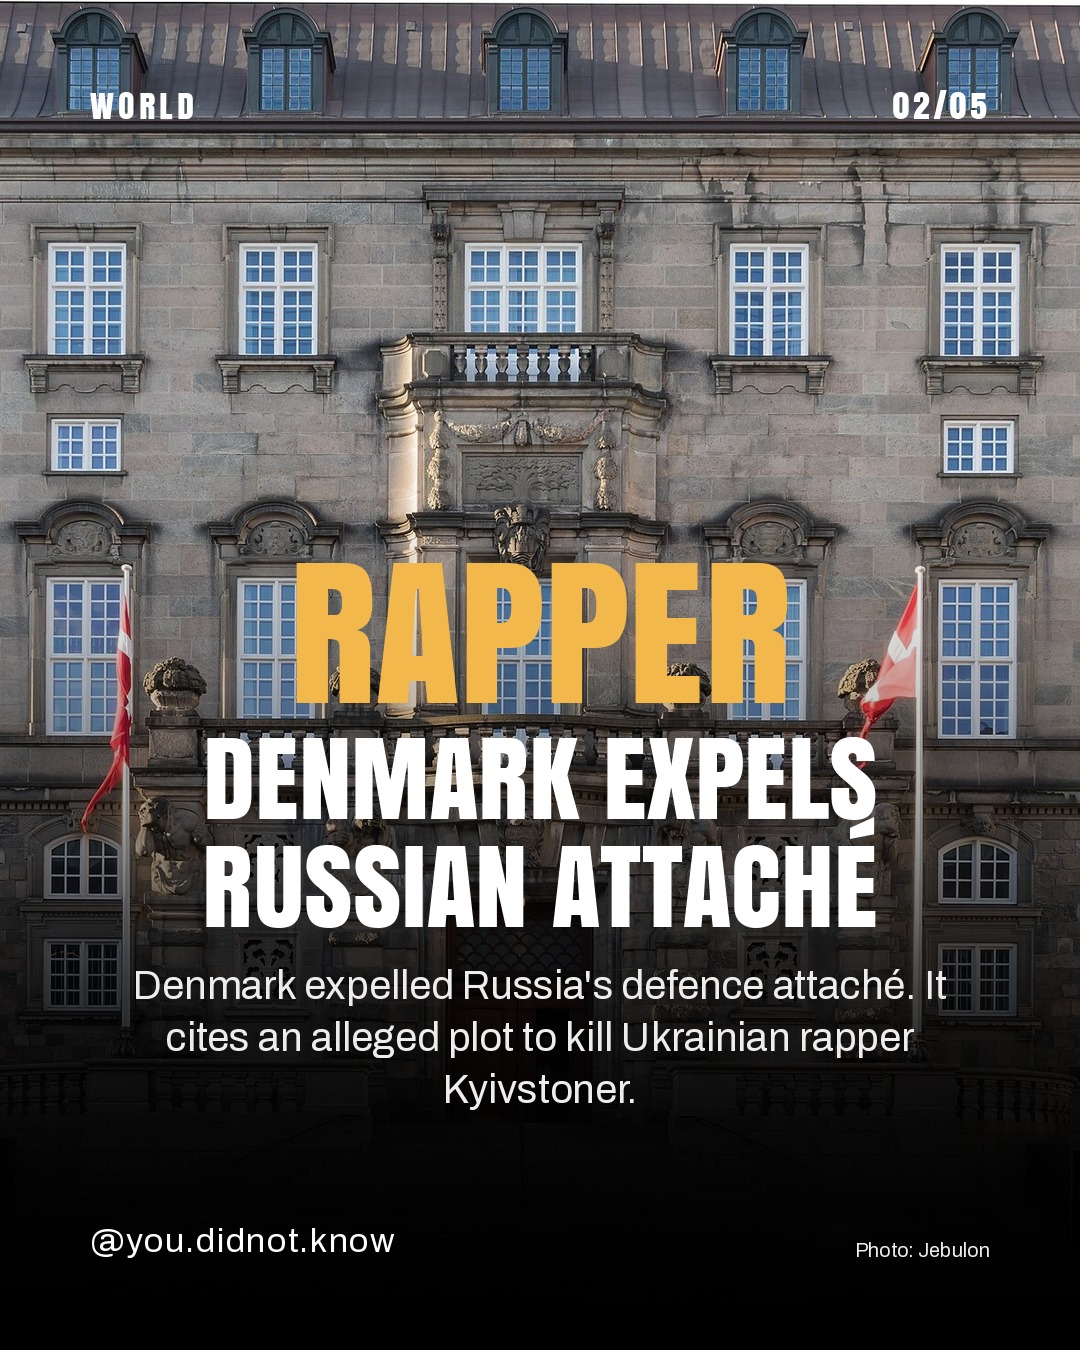 WORLD
02/05
RAPPER
DENMARK EXPELS
RUSSIAN ATTACHÉ
Denmark expelled Russia's defence attaché. It
cites an alleged plot to kill Ukrainian rapper
Kyivstoner.
@you.didnot.know
Photo: Jebulon